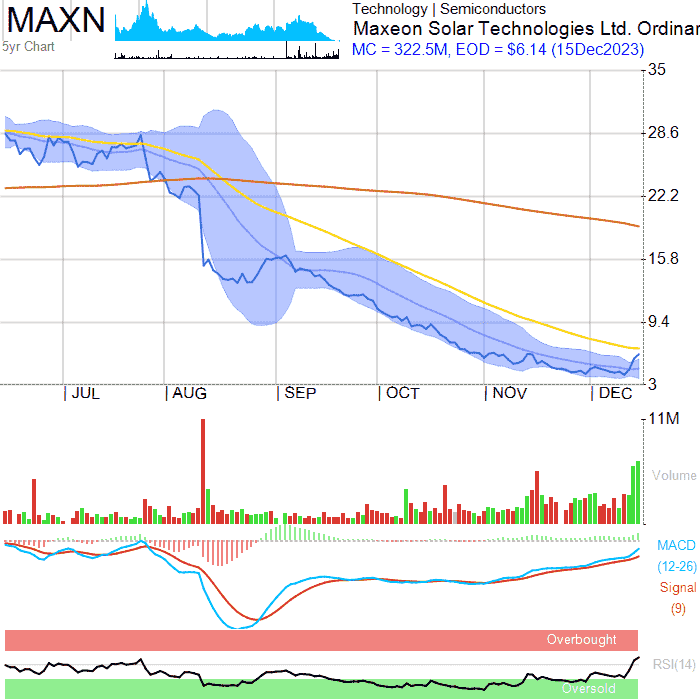 MAXN
5yr Chart
Technology | Semiconductors
Maxeon Solar Technologies Ltd. Ordinar
MC = 322.5M, EOD = $6.14 (15Dec2023)
35
28.6
22.2
15.8
9.4
3
JUL
AUG
SEP
OCT
NOV
DEC
11M
Volume
MACD
(12-26)
Signal
(9)
Overbought
RSI(14)
Oversold